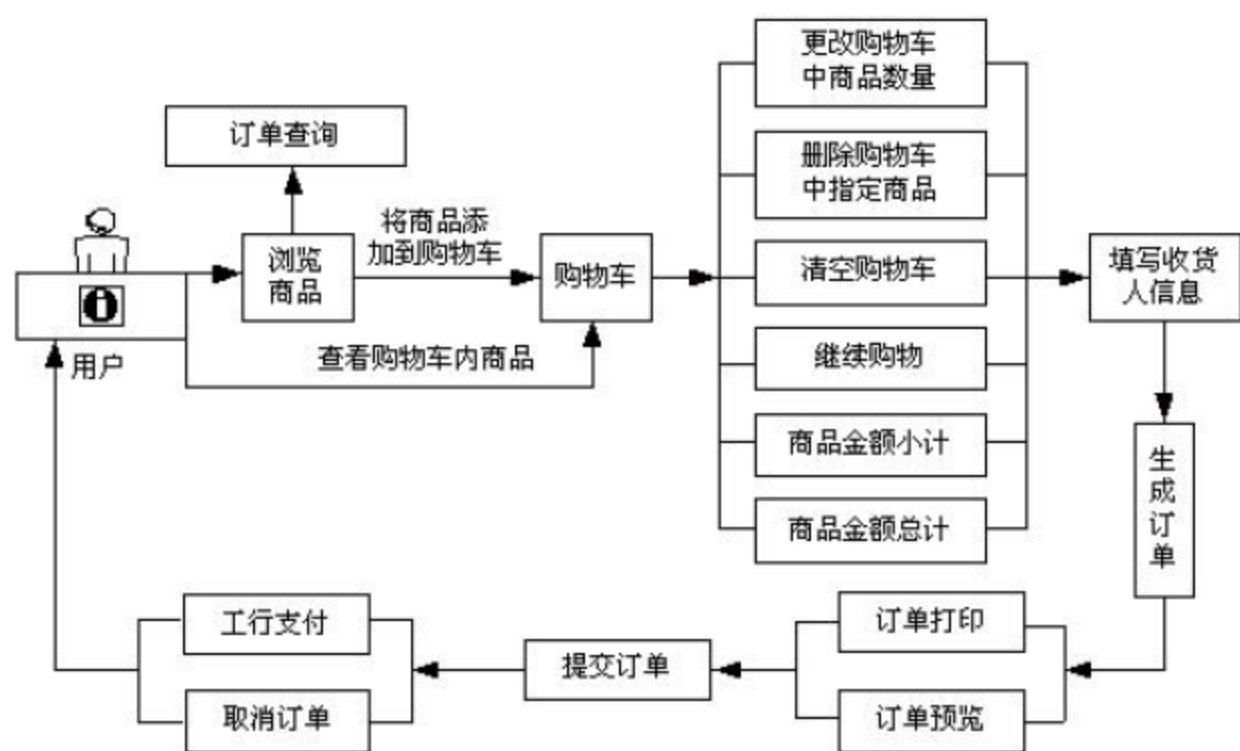 更改购物车
中商品数量
订单查询
删除购物车
中指定商品
将商品添
加到购物车
浏览
商品
购物车
清空购物车
填写收货
人信息
用户
查看购物车内商品
继续购物
商品金额小计
生
成
订
单
商品金额总计
工行支付
订单打印
提交订单
取消订单
订单预览